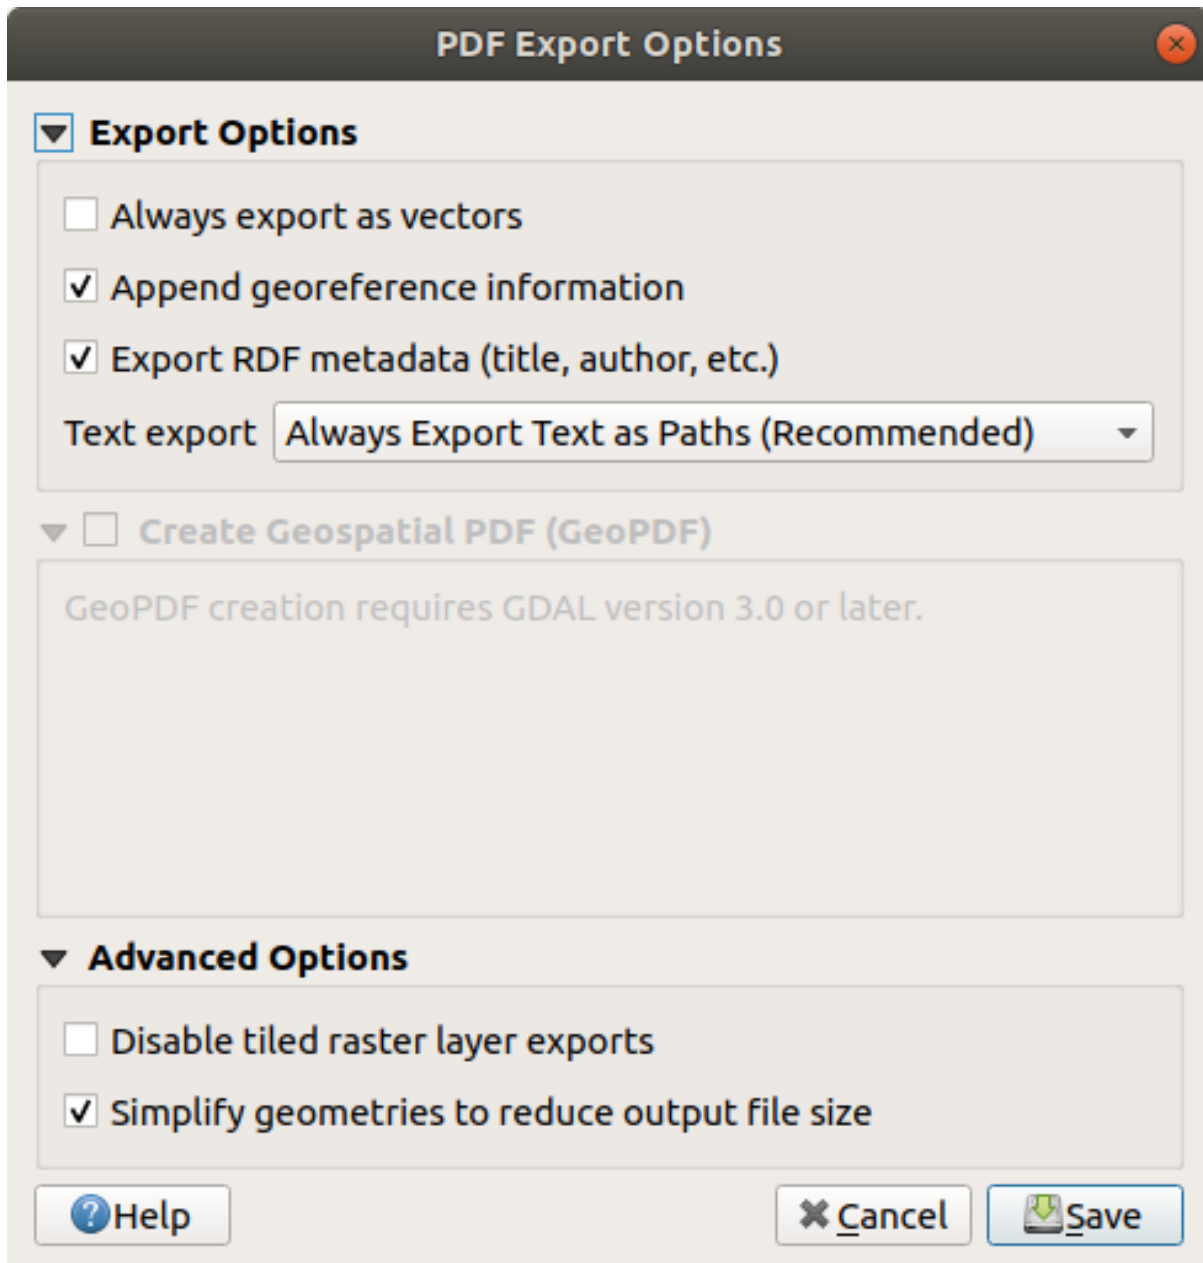 PDF Export Options
Export Options
Always export as vectors
Append georeference information
Export RDF metadata (title, author, etc.)
Text export Always Export Text as Paths (Recommended)
Create Geospatial PDF (GeoPDF)
GeoPDF creation requires GDAL version 3.0 or later.
Advanced Options
Disable tiled raster layer exports
Simplify geometries to reduce output file size
Help Cancel Save